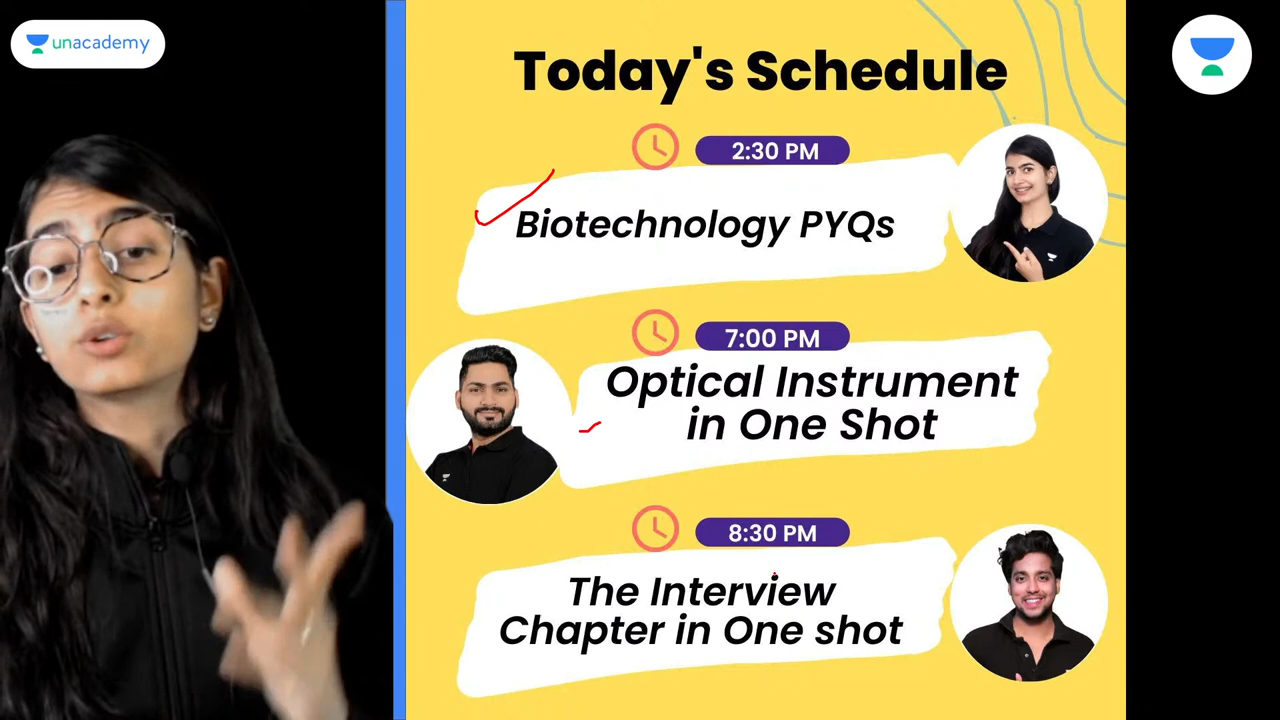 unacademy
Today's Schedule
2:30 PM
Biotechnology PYQs
7:00 PM
Optical Instrument
in One Shot
8:30 PM
The Interview
Chapter in One shot